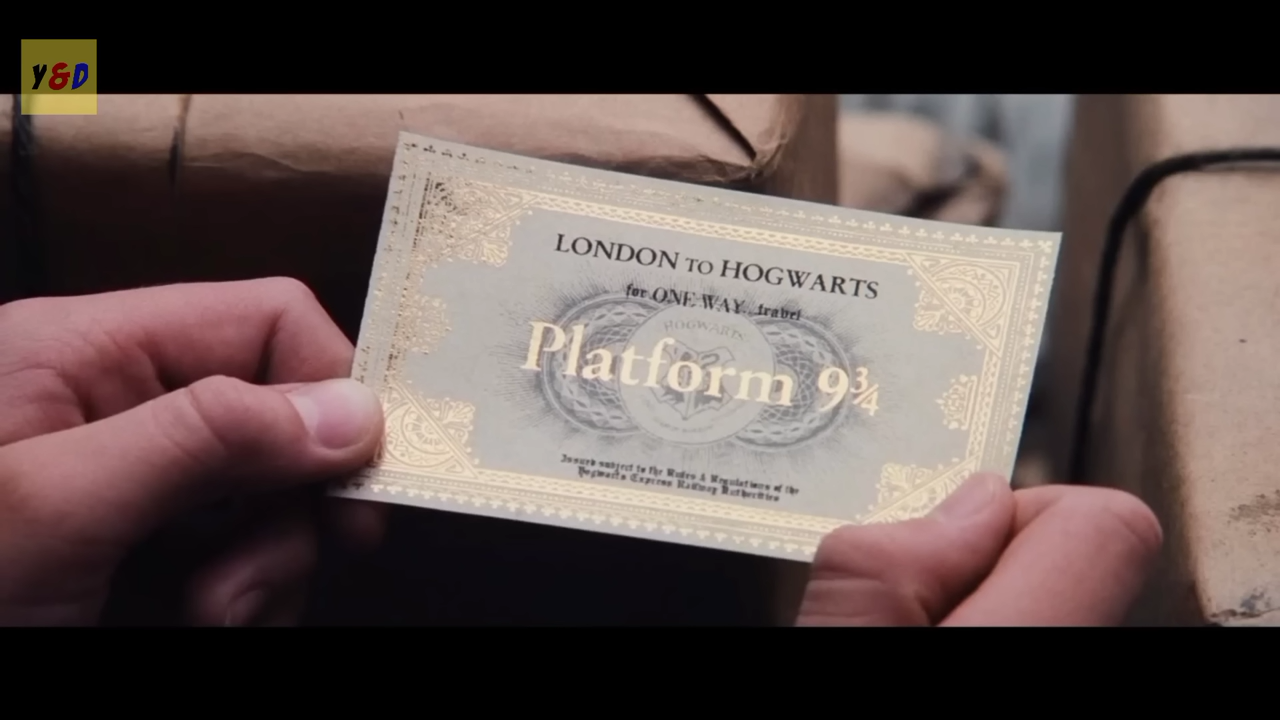 Y&D
LONDON TO HOGWARTS
for ONE WAY travel
HOGWARTS
Platform 9¾
Issued subject to the Rules & Regulations of the
Hogwarts Express Railway Authorities